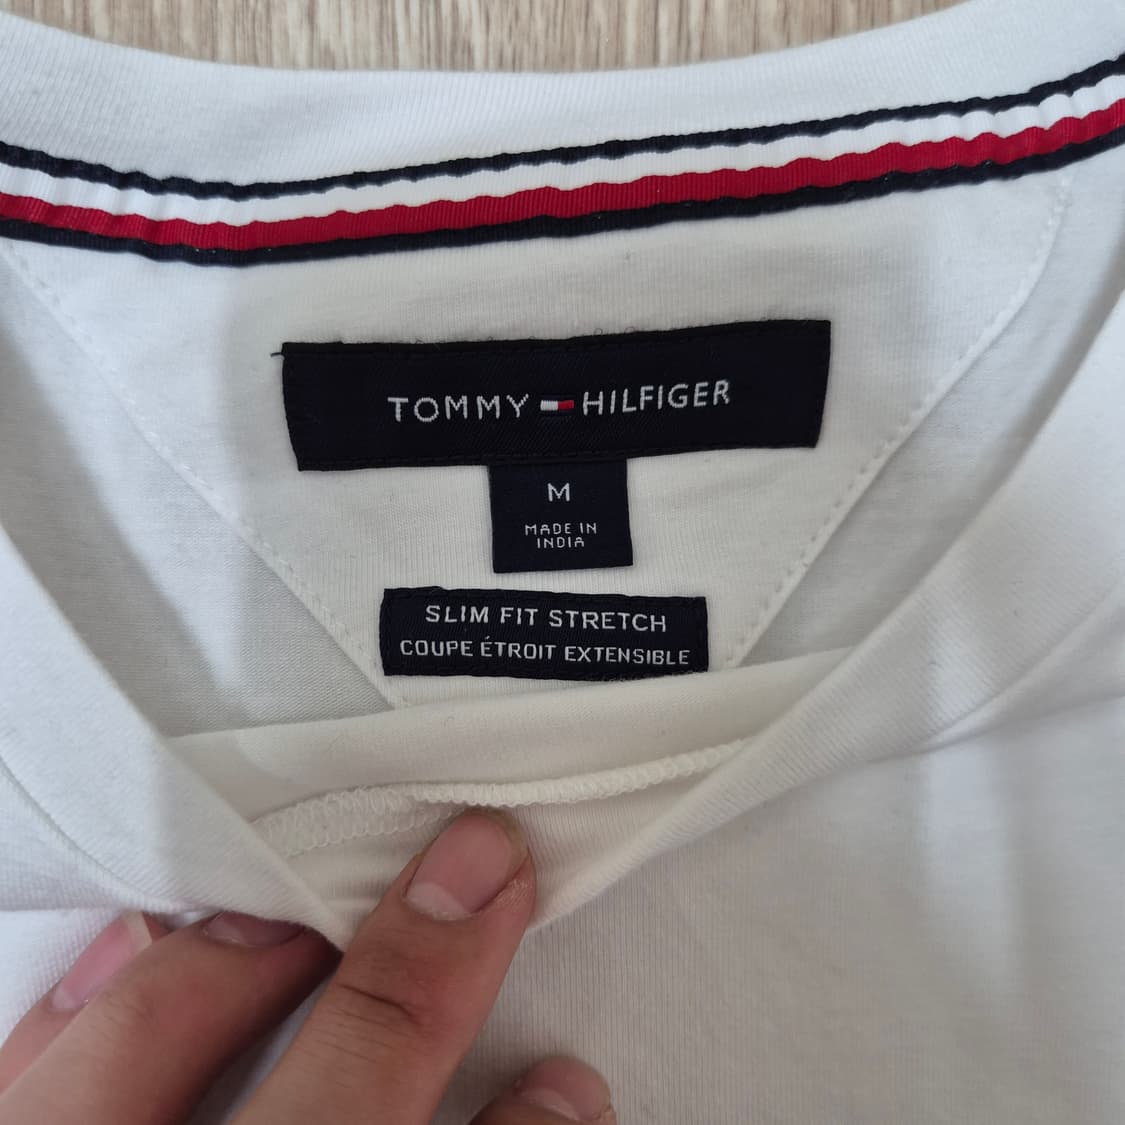 TOMMY HILFIGER
M
MADE IN
INDIA
SLIM FIT STRETCH
COUPE ÉTROIT EXTENSIBLE